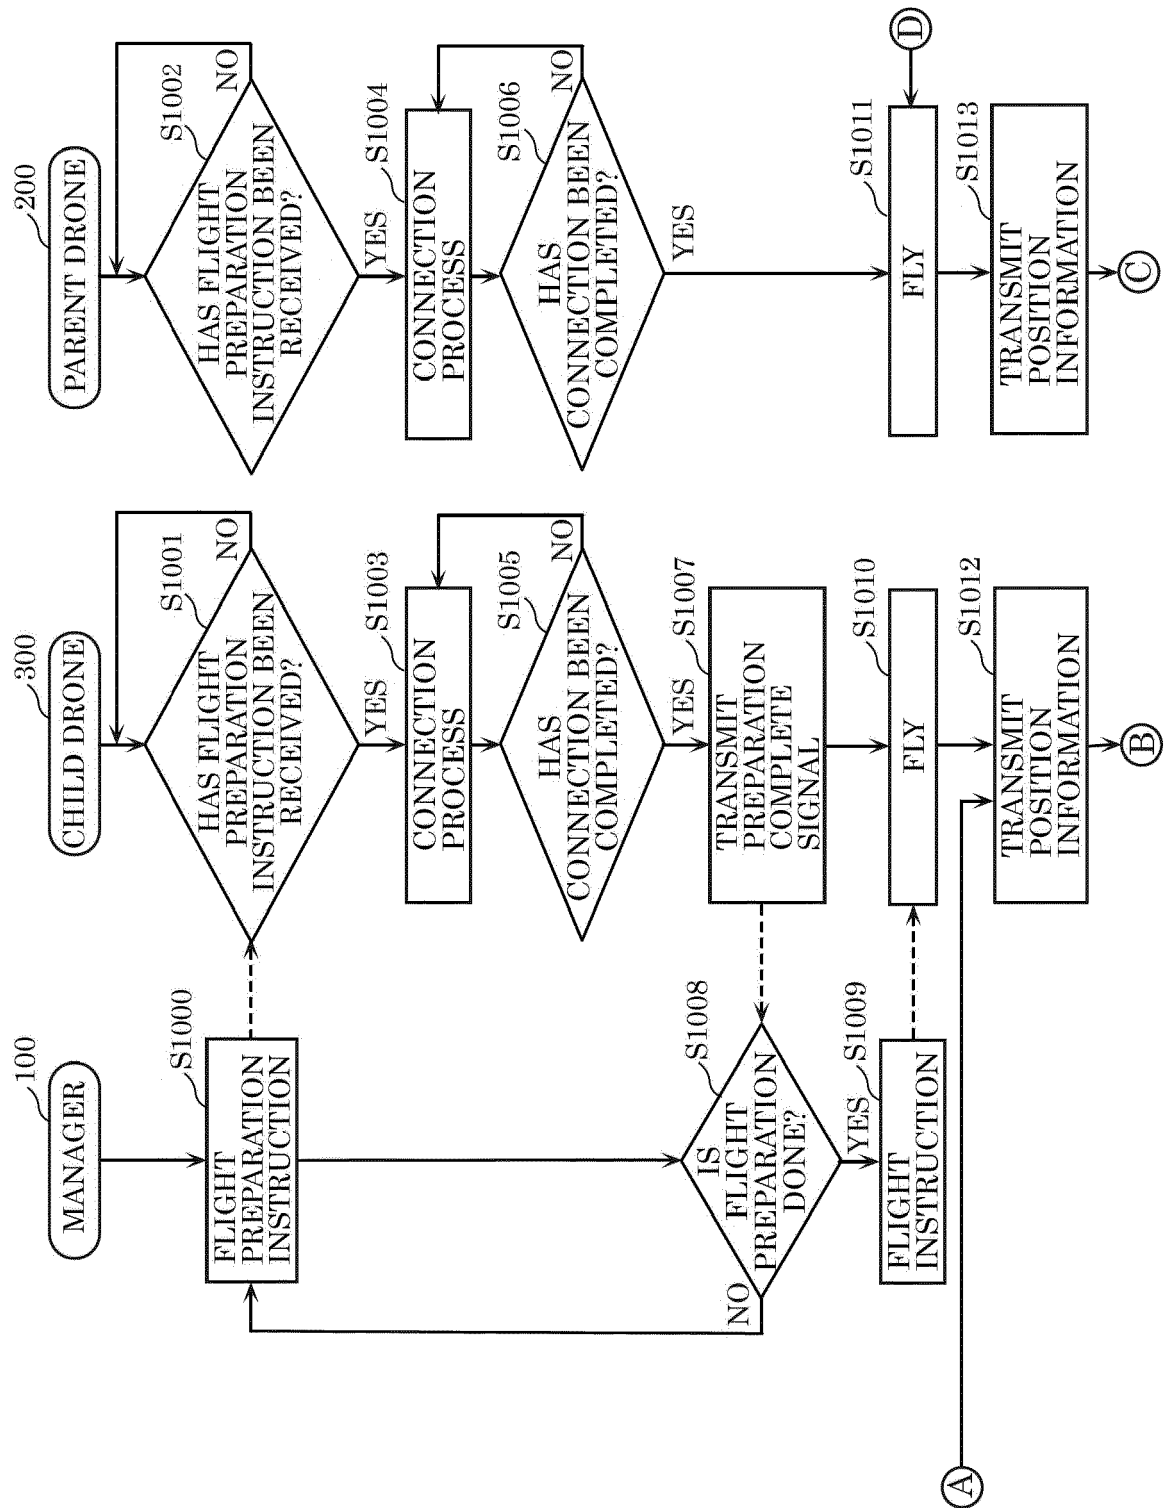 100
MANAGER
S1000
FLIGHT
PREPARATION
INSTRUCTION
S1008
IS
FLIGHT
PREPARATION
DONE?
NO
YES
S1009
FLIGHT
INSTRUCTION
A
300
CHILD DRONE
S1001
HAS FLIGHT
PREPARATION
INSTRUCTION BEEN
RECEIVED?
NO
YES
S1003
CONNECTION
PROCESS
S1005
HAS
CONNECTION BEEN
COMPLETED?
NO
YES
S1007
TRANSMIT
PREPARATION
COMPLETE
SIGNAL
S1010
FLY
S1012
TRANSMIT
POSITION
INFORMATION
B
200
PARENT DRONE
S1002
HAS FLIGHT
PREPARATION
INSTRUCTION BEEN
RECEIVED?
NO
YES
S1004
CONNECTION
PROCESS
S1006
HAS
CONNECTION BEEN
COMPLETED?
NO
YES
D
S1011
FLY
S1013
TRANSMIT
POSITION
INFORMATION
C